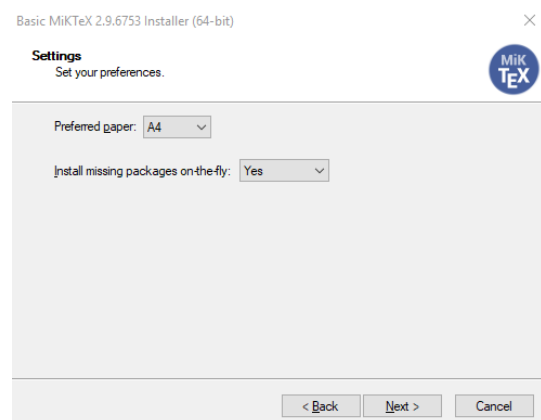 Basic MiKTeX 2.9.6753 Installer (64-bit)
Settings
Set your preferences.
MiK
TEX
Preferred paper: A4
Install missing packages on-the-fly: Yes
< Back Next > Cancel